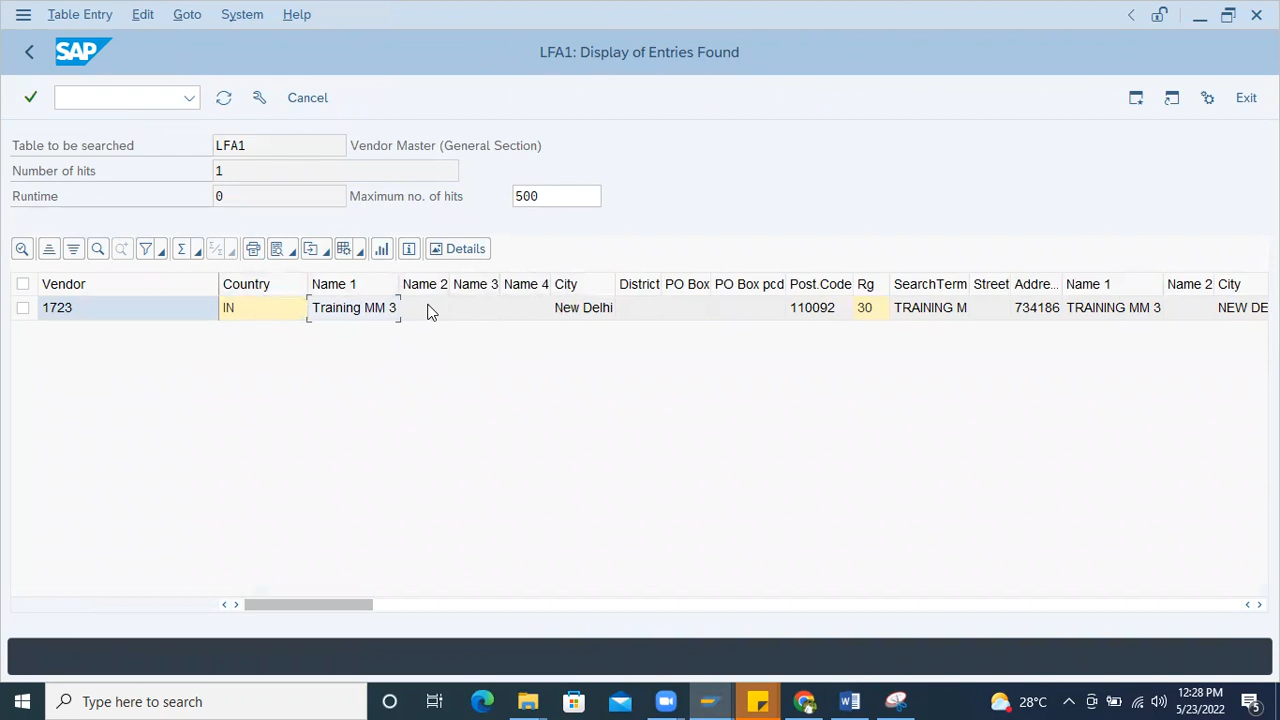 Table Entry Edit Goto System Help
SAP LFA1: Display of Entries Found
Cancel Exit
Table to be searched LFA1 Vendor Master (General Section)
Number of hits 1
Runtime 0 Maximum no. of hits 500
Details
Vendor Country Name 1 Name 2 Name 3 Name 4 City District PO Box PO Box pcd Post.Code Rg SearchTerm Street Addre... Name 1 Name 2 City
1723 IN Training MM 3 New Delhi 110092 30 TRAINING M 734186 TRAINING MM 3 NEW DE
Type here to search 28°C 12:28 PM
5/23/2022 5